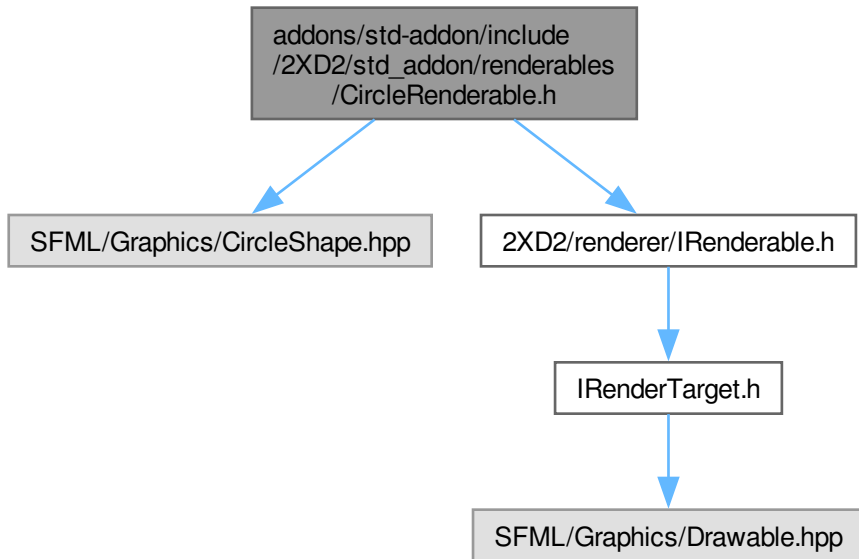 addons/std-addon/include
/2XD2/std_addon/renderables
/CircleRenderable.h
SFML/Graphics/CircleShape.hpp
2XD2/renderer/IRenderable.h
IRenderTarget.h
SFML/Graphics/Drawable.hpp